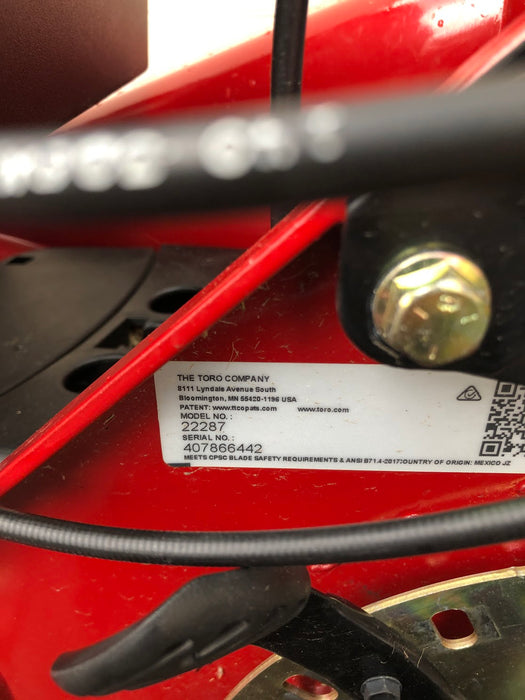 THE TORO COMPANY
8111 Lyndale Avenue South
Bloomington, MN 55420-1196 USA
PATENT: www.ttcopats.com www.toro.com
MODEL NO.:
22287
SERIAL NO.:
407866442
MEETS CPSC BLADE SAFETY REQUIREMENTS & ANSI B71.4-2017 OUNTRY OF ORIGIN: MEXICO JZ